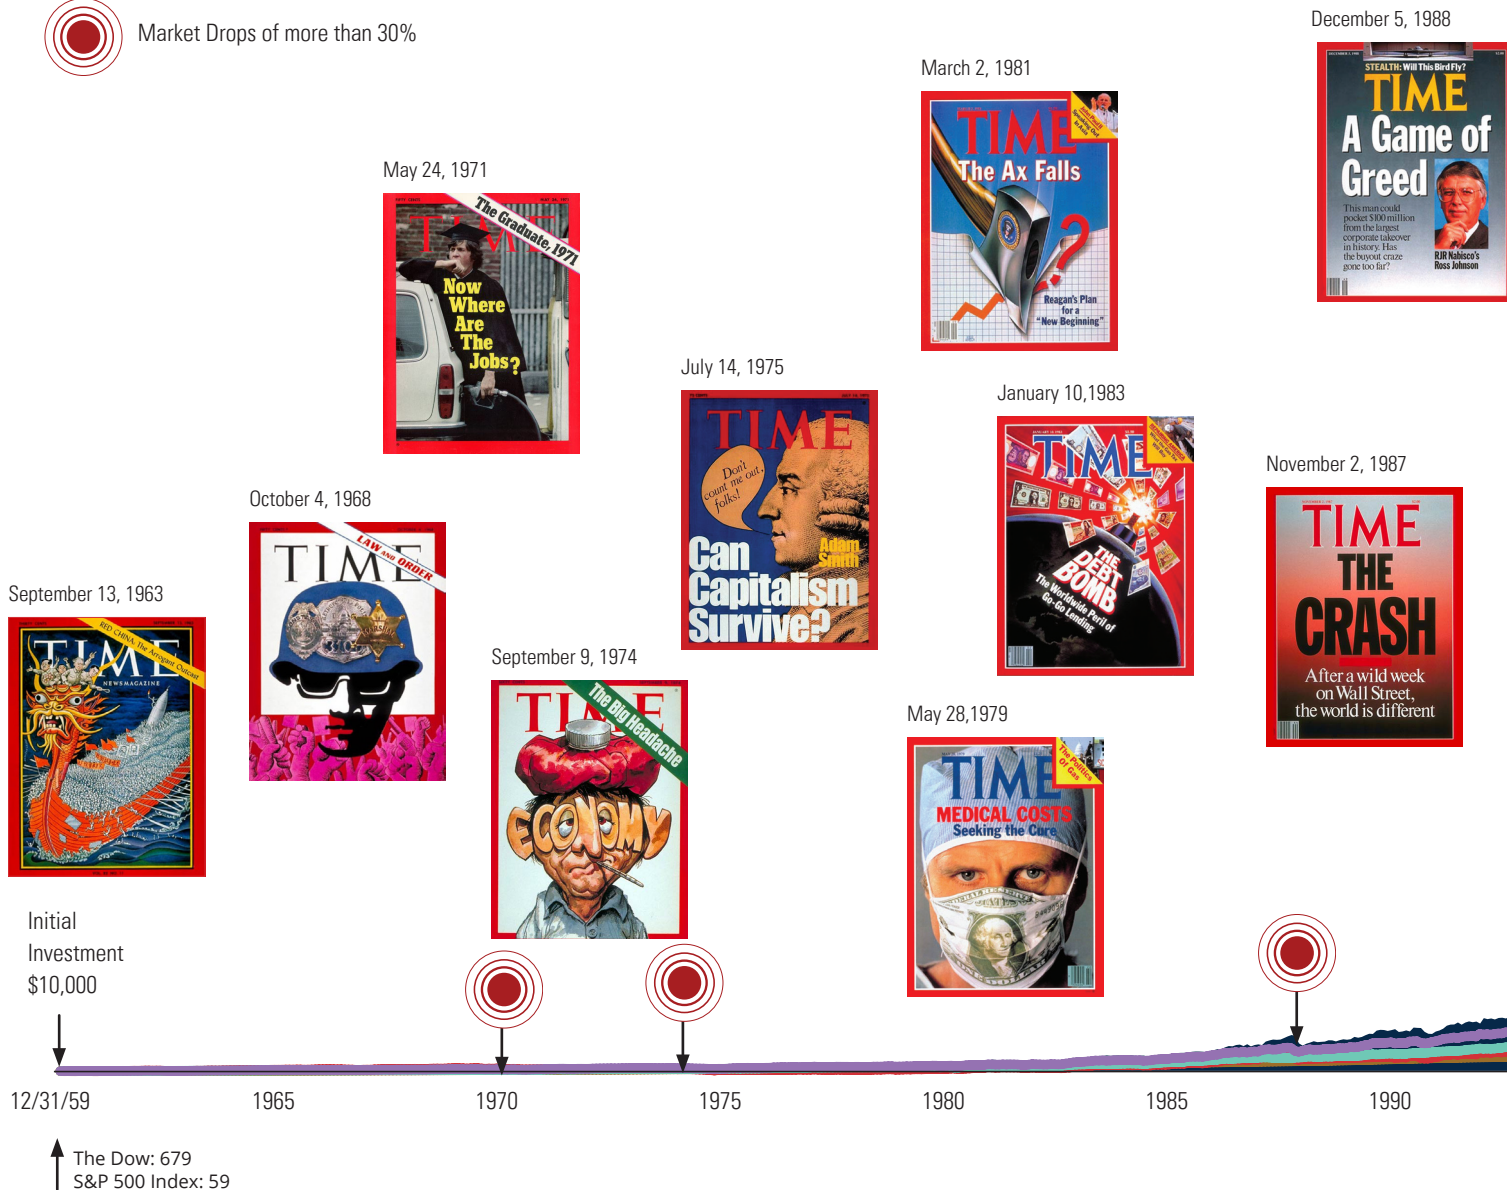 Market Drops of more than 30%
December 5, 1988
STEALTH: Will This Bird Fly?
TIME
A Game of
Greed
This man could
pocket $100 million
from the largest
corporate takeover
in history. Has
the buyout craze
gone too far?
RJR Nabisco's
Ross Johnson
March 2, 1981
John Paul II
Speaking Out
In Asia
TIME
The Ax Falls
?
Reagan's Plan
for a
"New Beginning"
May 24, 1971
The Graduate, 1971
TIME
Now
Where
Are
The
Jobs?
July 14, 1975
TIME
Don't
count me out,
folks!
Adam
Smith
Can
Capitalism
Survive?
January 10,1983
TIME
THE
DEBT
BOMB
The Worldwide Peril of
Go-Go Lending
November 2, 1987
TIME
THE
CRASH
After a wild week
on Wall Street,
the world is different
October 4, 1968
LAW AND ORDER
TIME
September 13, 1963
RED CHINA: The Arrogant Outcast
TIME
NEWSMAGAZINE
September 9, 1974
The Big Headache
TIME
ECONOMY
May 28,1979
The Politics
Of Gas
TIME
MEDICAL COSTS
Seeking the Cure
Initial
Investment
$10,000
12/31/59
1965
1970
1975
1980
1985
1990
The Dow: 679
S&P 500 Index: 59